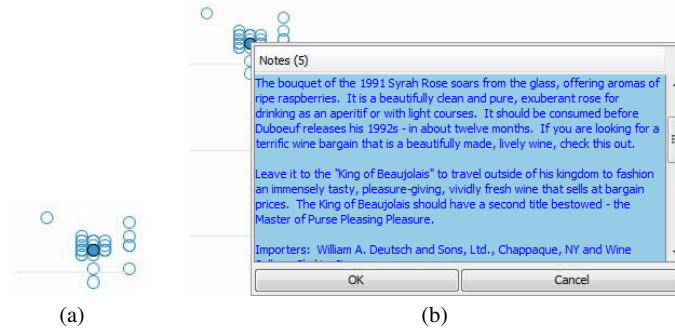 Notes (5)
The bouquet of the 1991 Syrah Rose soars from the glass, offering aromas of
ripe raspberries. It is a beautifully clean and pure, exuberant rose for
drinking as an aperitif or with light courses. It should be consumed before
Duboeuf releases his 1992s - in about twelve months. If you are looking for a
terrific wine bargain that is a beautifully made, lively wine, check this out.
Leave it to the "King of Beaujolais" to travel outside of his kingdom to fashion
an immensely tasty, pleasure-giving, vividly fresh wine that sells at bargain
prices. The King of Beaujolais should have a second title bestowed - the
Master of Purse Pleasing Pleasure.
Importers: William A. Deutsch and Sons, Ltd., Chappaque, NY and Wine
OK Cancel
(a) (b)